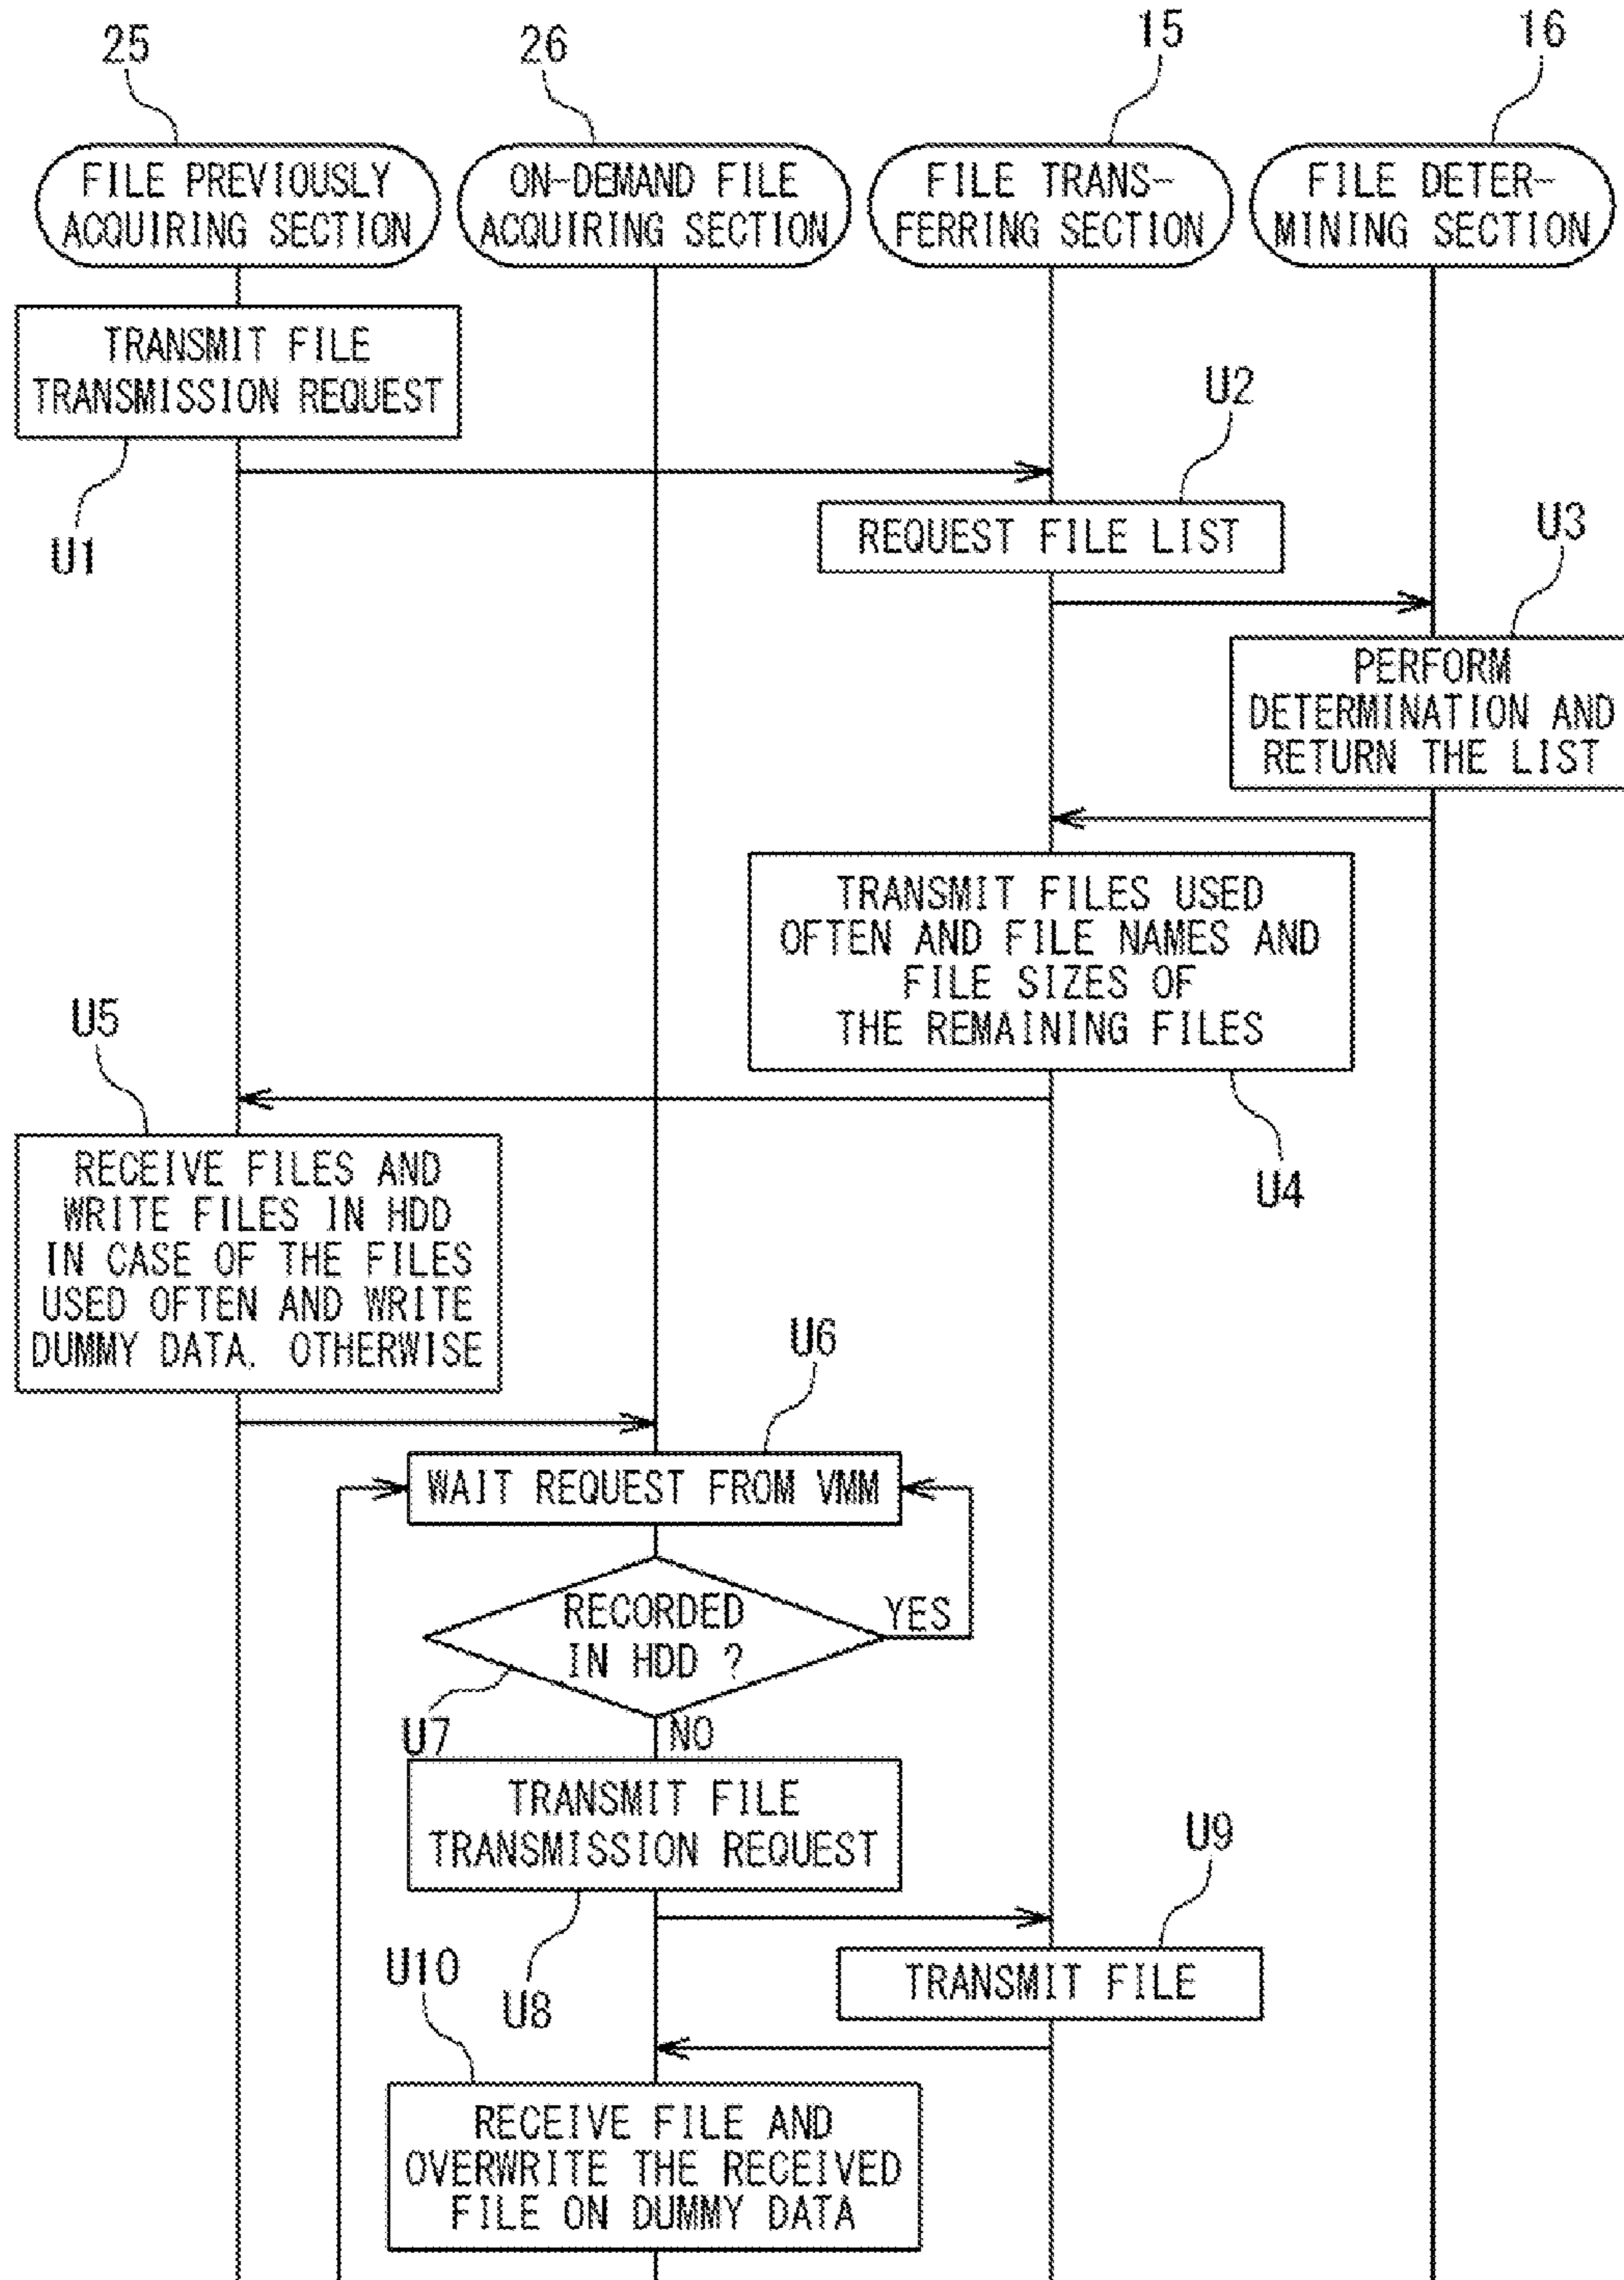 25
26
15
16
FILE PREVIOUSLY
ACQUIRING SECTION
ON-DEMAND FILE
ACQUIRING SECTION
FILE TRANS-
FERRING SECTION
FILE DETER-
MINING SECTION
TRANSMIT FILE
TRANSMISSION REQUEST
U1
U2
REQUEST FILE LIST
U3
PERFORM
DETERMINATION AND
RETURN THE LIST
TRANSMIT FILES USED
OFTEN AND FILE NAMES AND
FILE SIZES OF
THE REMAINING FILES
U4
U5
RECEIVE FILES AND
WRITE FILES IN HDD
IN CASE OF THE FILES
USED OFTEN AND WRITE
DUMMY DATA, OTHERWISE
U6
WAIT REQUEST FROM VMM
RECORDED
IN HDD ?
YES
U7
NO
TRANSMIT FILE
TRANSMISSION REQUEST
U8
U9
TRANSMIT FILE
U10
RECEIVE FILE AND
OVERWRITE THE RECEIVED
FILE ON DUMMY DATA